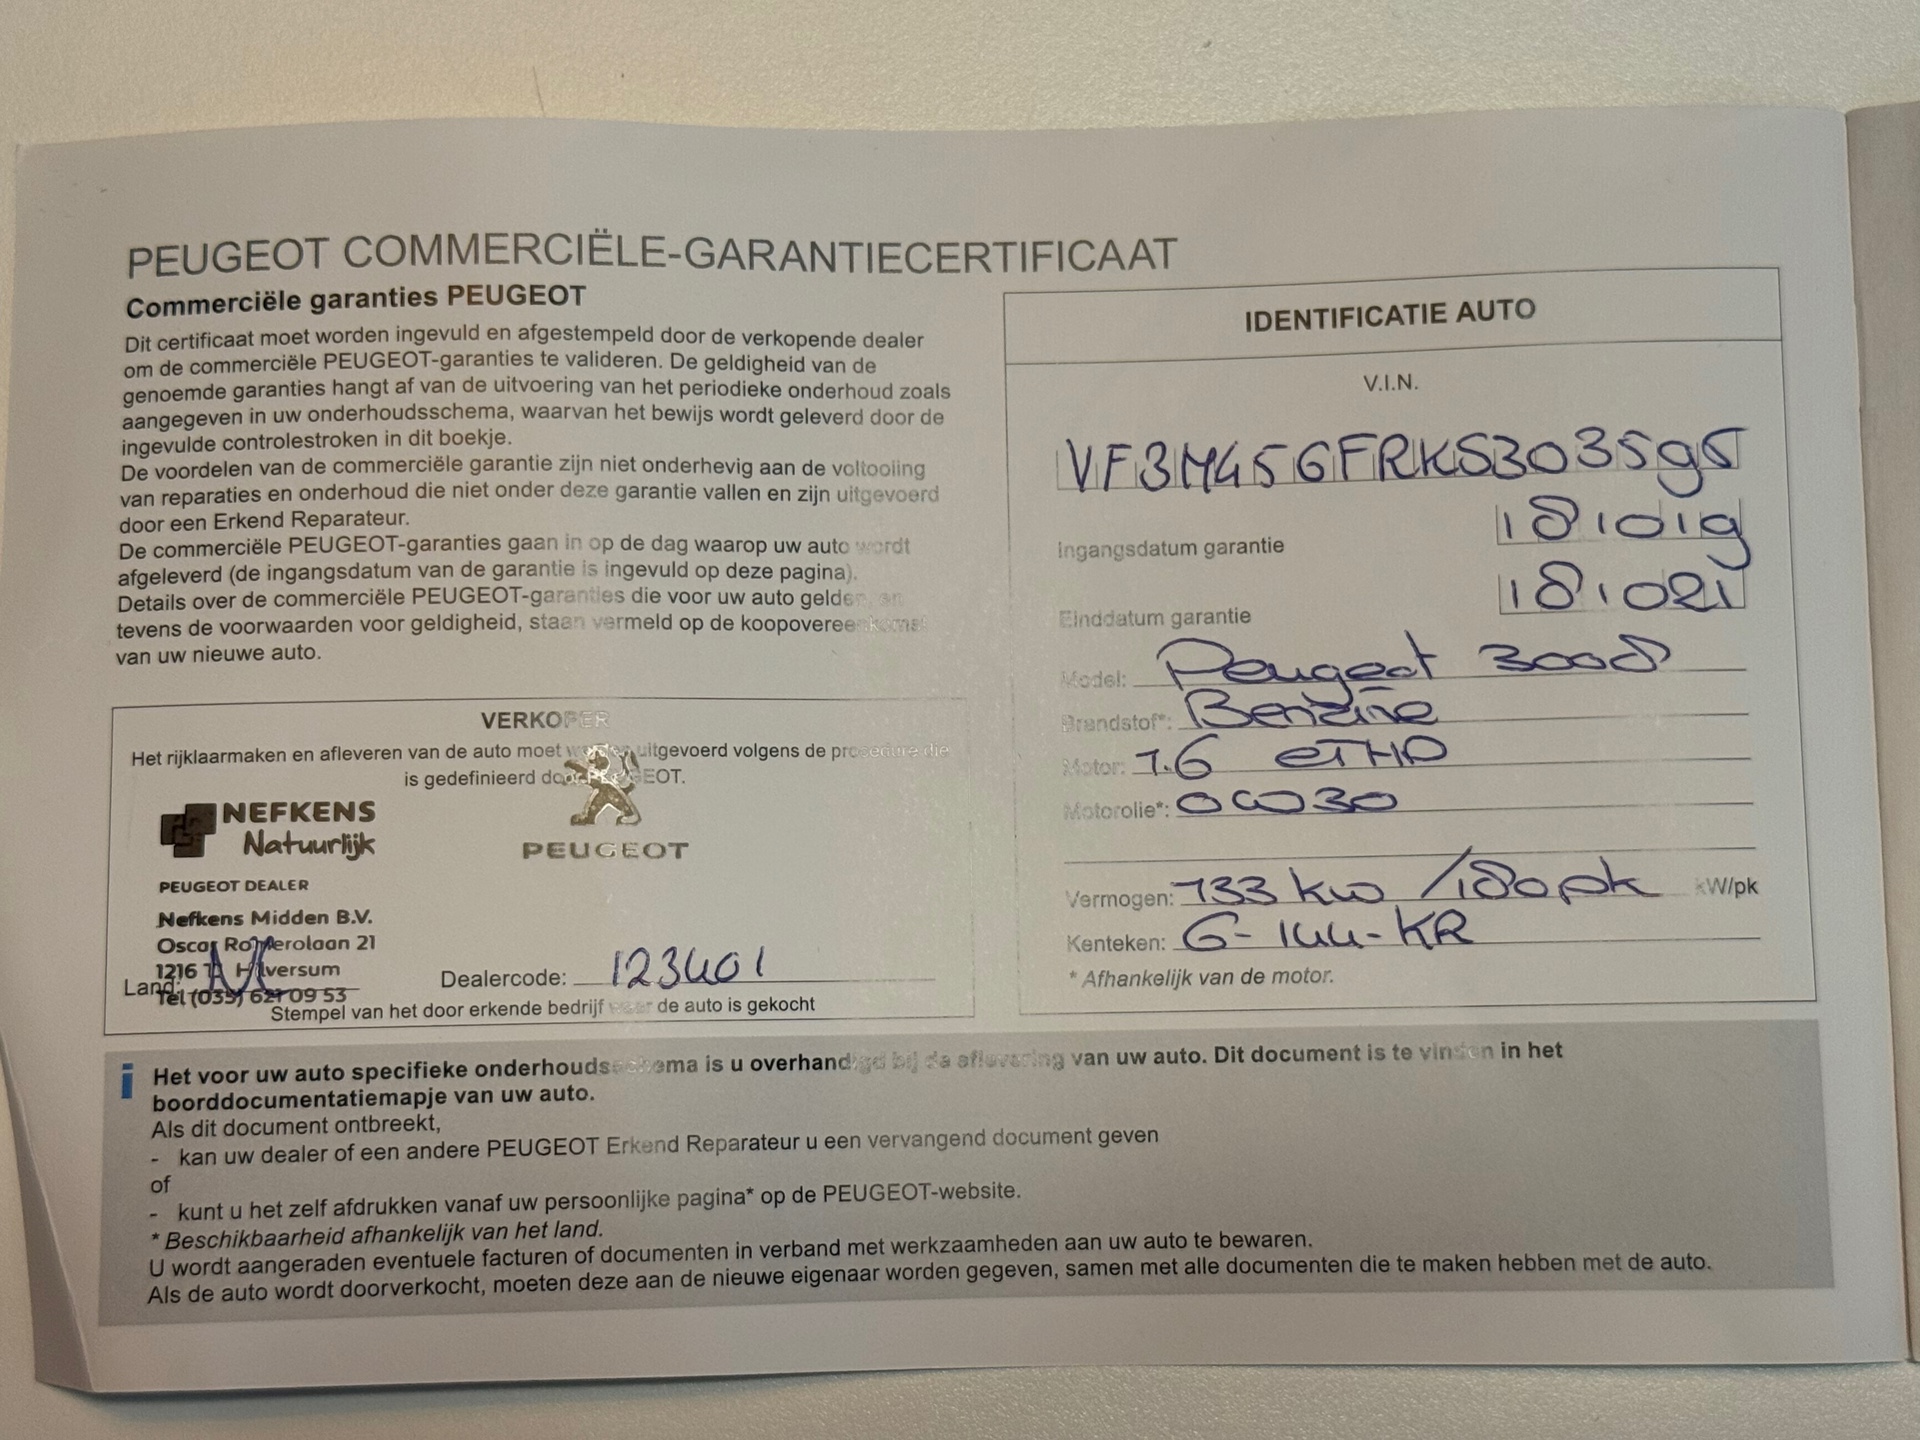 PEUGEOT COMMERCIËLE-GARANTIECERTIFICAAT
Commerciële garanties PEUGEOT
Dit certificaat moet worden ingevuld en afgestempeld door de verkopende dealer
om de commerciële PEUGEOT-garanties te valideren. De geldigheid van de
genoemde garanties hangt af van de uitvoering van het periodieke onderhoud zoals
aangegeven in uw onderhoudsschema, waarvan het bewijs wordt geleverd door de
ingevulde controlestroken in dit boekje.
De voordelen van de commerciële garantie zijn niet onderhevig aan de voltooiing
van reparaties en onderhoud die niet onder deze garantie vallen en zijn uitgevoerd
door een Erkend Reparateur.
De commerciële PEUGEOT-garanties gaan in op de dag waarop uw auto wordt
afgeleverd (de ingangsdatum van de garantie is ingevuld op deze pagina).
Details over de commerciële PEUGEOT-garanties die voor uw auto gelden, en
tevens de voorwaarden voor geldigheid, staan vermeld op de koopovereenkomst
van uw nieuwe auto.
VERKOPER
Het rijklaarmaken en afleveren van de auto moet worden uitgevoerd volgens de procedure die
is gedefinieerd door PEUGEOT.
NEFKENS
Natuurlijk
PEUGEOT
PEUGEOT DEALER
Nefkens Midden B.V.
Oscar Romerolaan 21
1216 Hilversum
Tel (035) 621 09 53
Land: NL
Dealercode: 123401
Stempel van het door erkende bedrijf waar de auto is gekocht
IDENTIFICATIE AUTO
V.I.N.
VF3M45GFRKS303595
Ingangsdatum garantie 181019
Einddatum garantie 181021
Model: Peugeot 3008
Brandstof*: Benzine
Motor: 1.6 eTHP
Motorolie*: 0W30
Vermogen: 133 kw /180pk kW/pk
Kenteken: G-144-KR
* Afhankelijk van de motor.
i
Het voor uw auto specifieke onderhoudsschema is u overhandigd bij de aflevering van uw auto. Dit document is te vinden in het
boorddocumentatiemapje van uw auto.
Als dit document ontbreekt,
- kan uw dealer of een andere PEUGEOT Erkend Reparateur u een vervangend document geven
of
- kunt u het zelf afdrukken vanaf uw persoonlijke pagina* op de PEUGEOT-website.
* Beschikbaarheid afhankelijk van het land.
U wordt aangeraden eventuele facturen of documenten in verband met werkzaamheden aan uw auto te bewaren.
Als de auto wordt doorverkocht, moeten deze aan de nieuwe eigenaar worden gegeven, samen met alle documenten die te maken hebben met de auto.